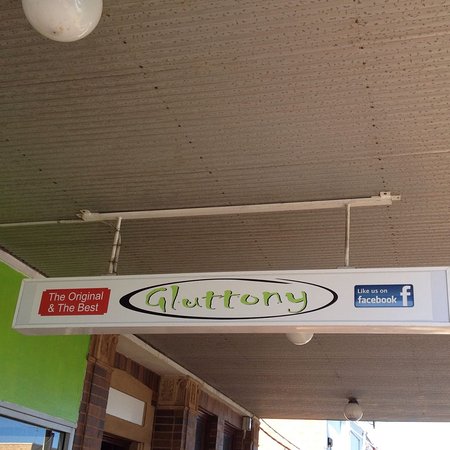 The Original
& The Best
Gluttony
Like us on
facebook f